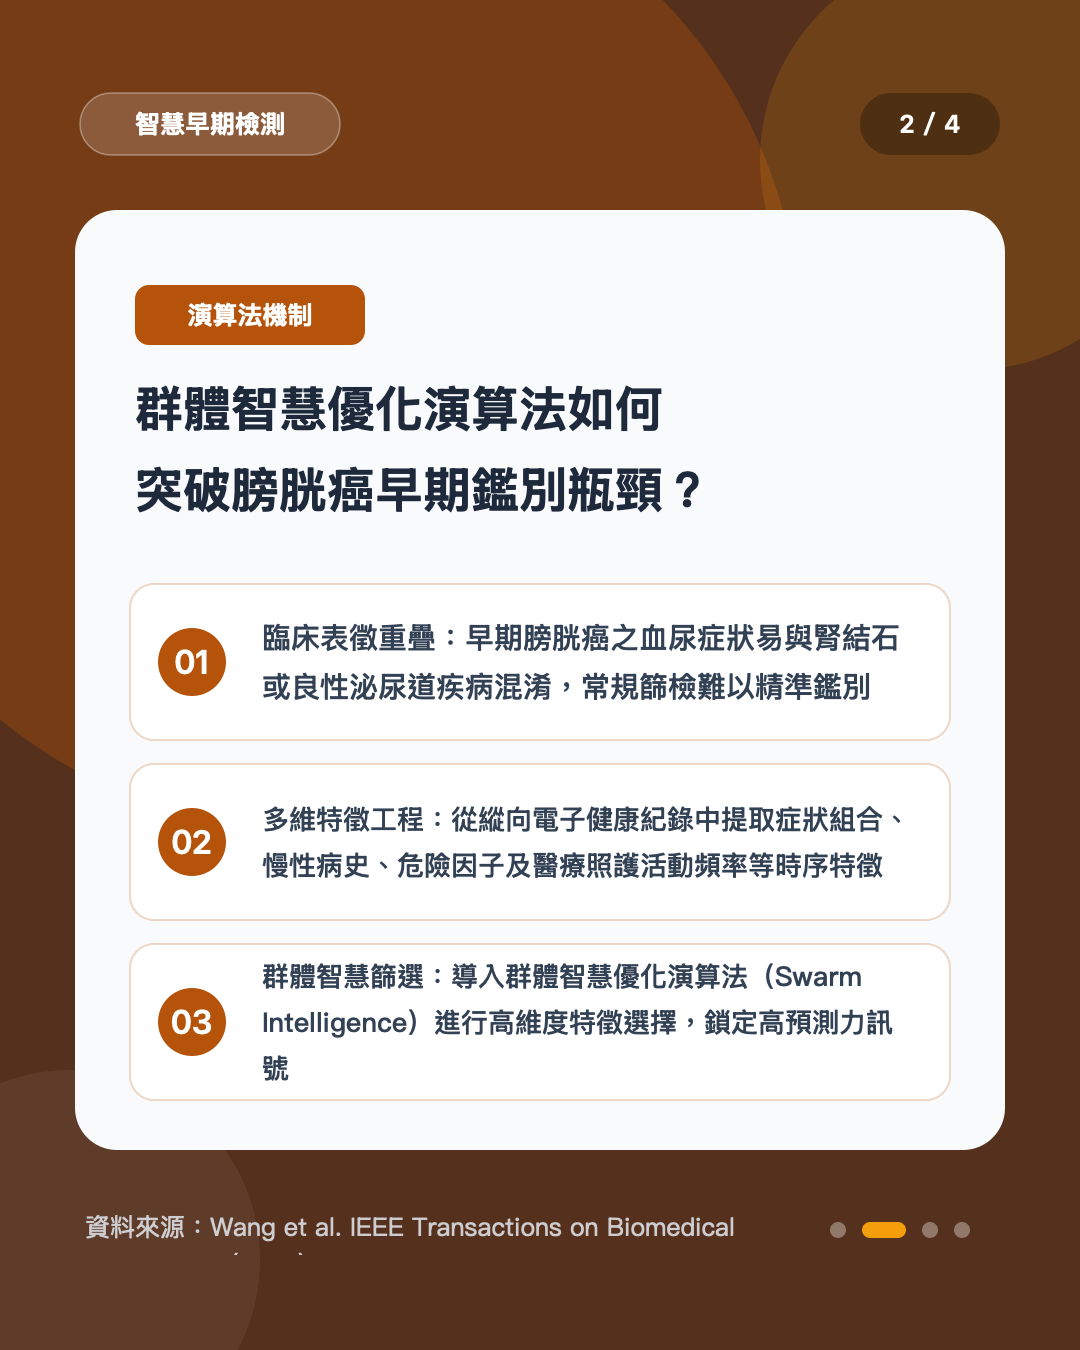 智慧早期檢測
2 / 4
演算法機制
群體智慧優化演算法如何
突破膀胱癌早期鑑別瓶頸？
01
臨床表徵重疊：早期膀胱癌之血尿症狀易與腎結石
或良性泌尿道疾病混淆，常規篩檢難以精準鑑別
02
多維特徵工程：從縱向電子健康紀錄中提取症狀組合、
慢性病史、危險因子及醫療照護活動頻率等時序特徵
03
群體智慧篩選：導入群體智慧優化演算法（Swarm
Intelligence）進行高維度特徵選擇，鎖定高預測力訊
號
資料來源：Wang et al. IEEE Transactions on Biomedical